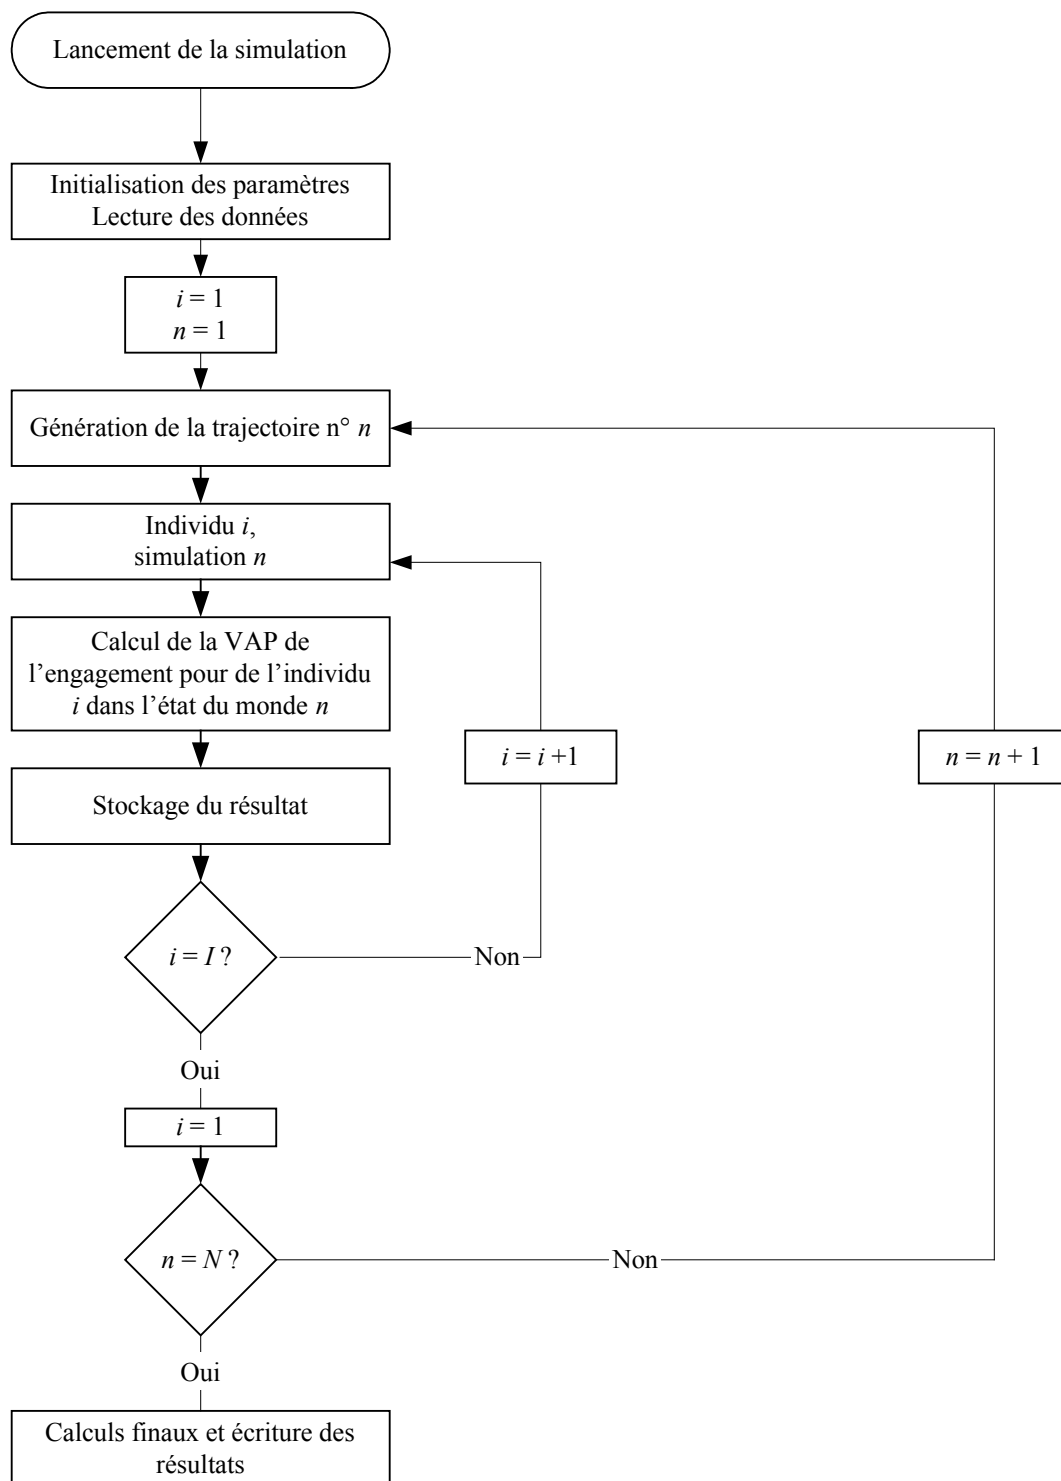 Lancement de la simulation
Initialisation des paramètres
Lecture des données
i = 1
n = 1
Génération de la trajectoire n° n
Individu i,
simulation n
Calcul de la VAP de
l’engagement pour de l’individu
i dans l’état du monde n
i = i +1
n = n + 1
Stockage du résultat
i = I ?
Non
Oui
i = 1
n = N ?
Non
Oui
Calculs finaux et écriture des
résultats